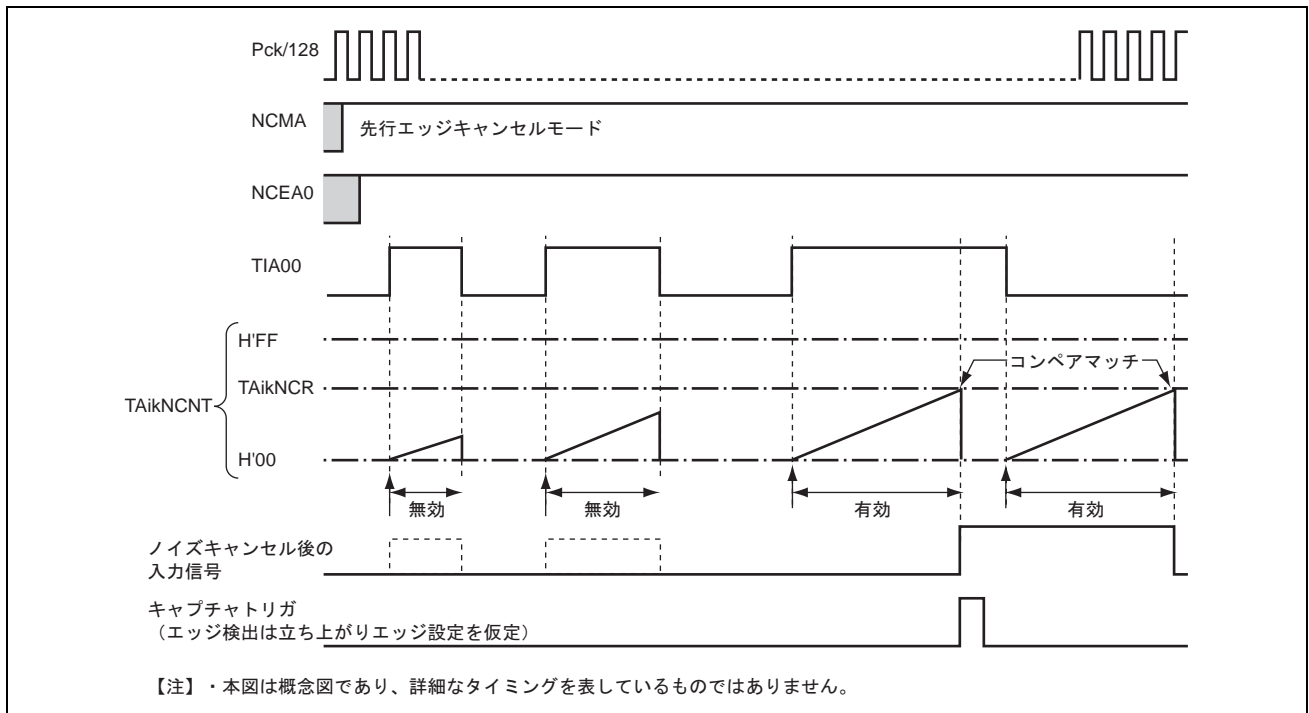 Pck/128
NCMA
先行エッジキャンセルモード
NCEA0
TIA00
H'FF
コンペアマッチ
TAikNCR
TAikNCNT
H'00
無効
無効
有効
有効
ノイズキャンセル後の
入力信号
キャプチャトリガ
（エッジ検出は立ち上がりエッジ設定を仮定）
【注】・本図は概念図であり、詳細なタイミングを表しているものではありません。